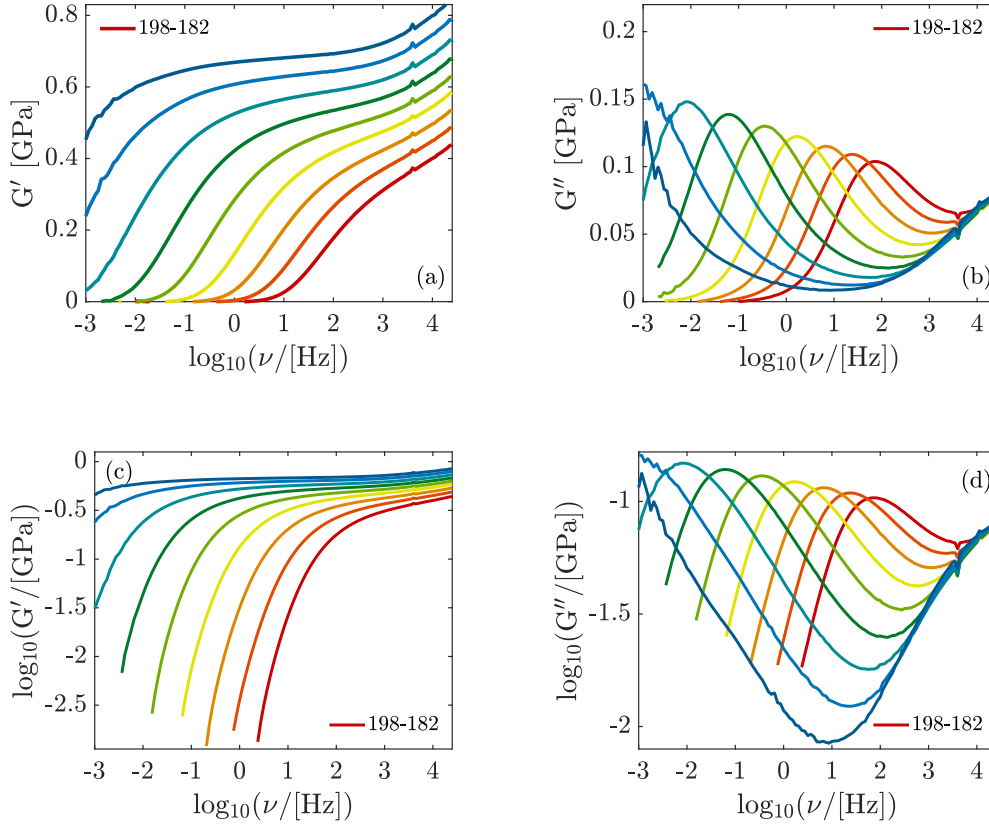 198-182
G′ [GPa]
0.8
0.6
0.4
0.2
0
(a)
-3 -2 -1 0 1 2 3 4
log₁₀(ν/[Hz])
198-182
G″ [GPa]
0.2
0.15
0.1
0.05
0
(b)
-3 -2 -1 0 1 2 3 4
log₁₀(ν/[Hz])
(c)
log₁₀(G′/[GPa])
0
-0.5
-1
-1.5
-2
-2.5
198-182
-3 -2 -1 0 1 2 3 4
log₁₀(ν/[Hz])
(d)
log₁₀(G″/[GPa])
-1
-1.5
-2
198-182
-3 -2 -1 0 1 2 3 4
log₁₀(ν/[Hz])